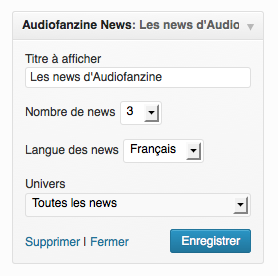 Audiofanzine News: Les news d'Audio
Titre à afficher
Les news d'Audiofanzine
Nombre de news 3
Langue des news Français
Univers
Toutes les news
Supprimer | Fermer Enregistrer